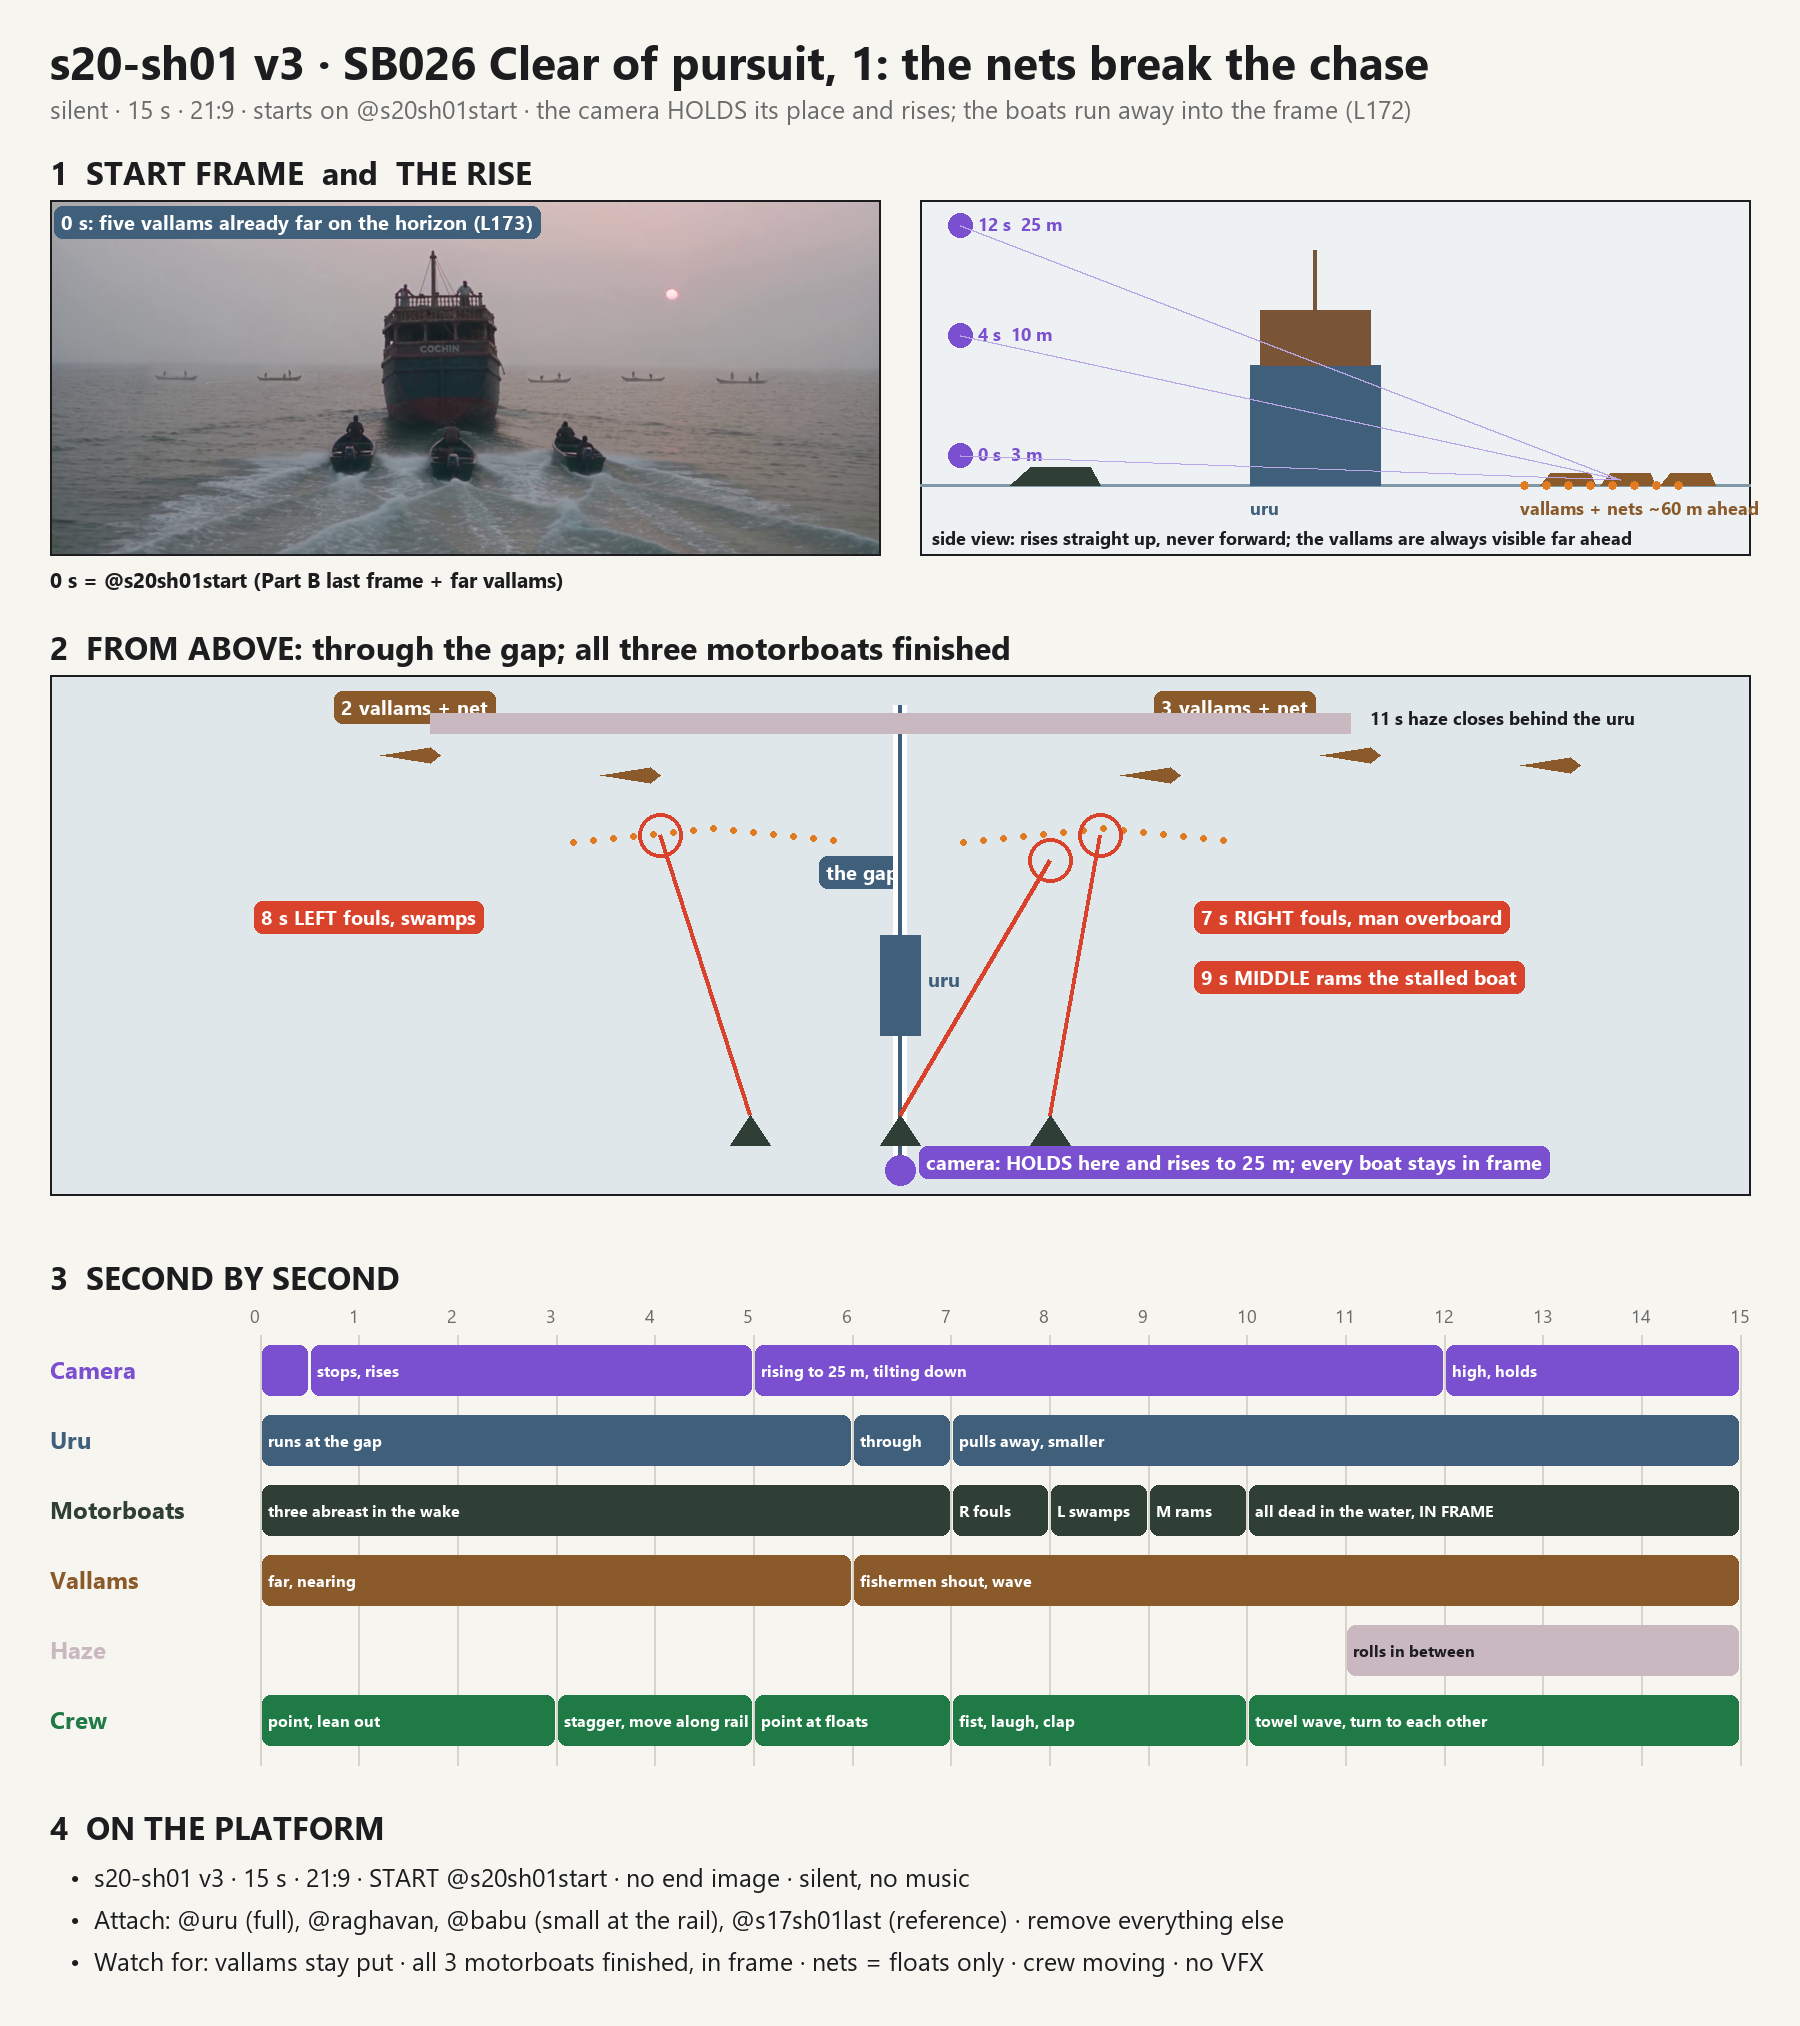 s20-sh01 v3 · SB026 Clear of pursuit, 1: the nets break the chase
silent · 15 s · 21:9 · starts on @s20sh01start · the camera HOLDS its place and rises; the boats run away into the frame (L172)
1 START FRAME and THE RISE
0 s: five vallams already far on the horizon (L173)
COCHIN
12 s 25 m
4 s 10 m
0 s 3 m
uru
vallams + nets ~60 m ahead
side view: rises straight up, never forward; the vallams are always visible far ahead
0 s = @s20sh01start (Part B last frame + far vallams)
2 FROM ABOVE: through the gap; all three motorboats finished
2 vallams + net
3 vallams + net
11 s haze closes behind the uru
the gap
8 s LEFT fouls, swamps
7 s RIGHT fouls, man overboard
uru
9 s MIDDLE rams the stalled boat
camera: HOLDS here and rises to 25 m; every boat stays in frame
3 SECOND BY SECOND
0 1 2 3 4 5 6 7 8 9 10 11 12 13 14 15
Camera
stops, rises
rising to 25 m, tilting down
high, holds
Uru
runs at the gap
through
pulls away, smaller
Motorboats
three abreast in the wake
R fouls
L swamps
M rams
all dead in the water, IN FRAME
Vallams
far, nearing
fishermen shout, wave
Haze
rolls in between
Crew
point, lean out
stagger, move along rail
point at floats
fist, laugh, clap
towel wave, turn to each other
4 ON THE PLATFORM
• s20-sh01 v3 · 15 s · 21:9 · START @s20sh01start · no end image · silent, no music
• Attach: @uru (full), @raghavan, @babu (small at the rail), @s17sh01last (reference) · remove everything else
• Watch for: vallams stay put · all 3 motorboats finished, in frame · nets = floats only · crew moving · no VFX